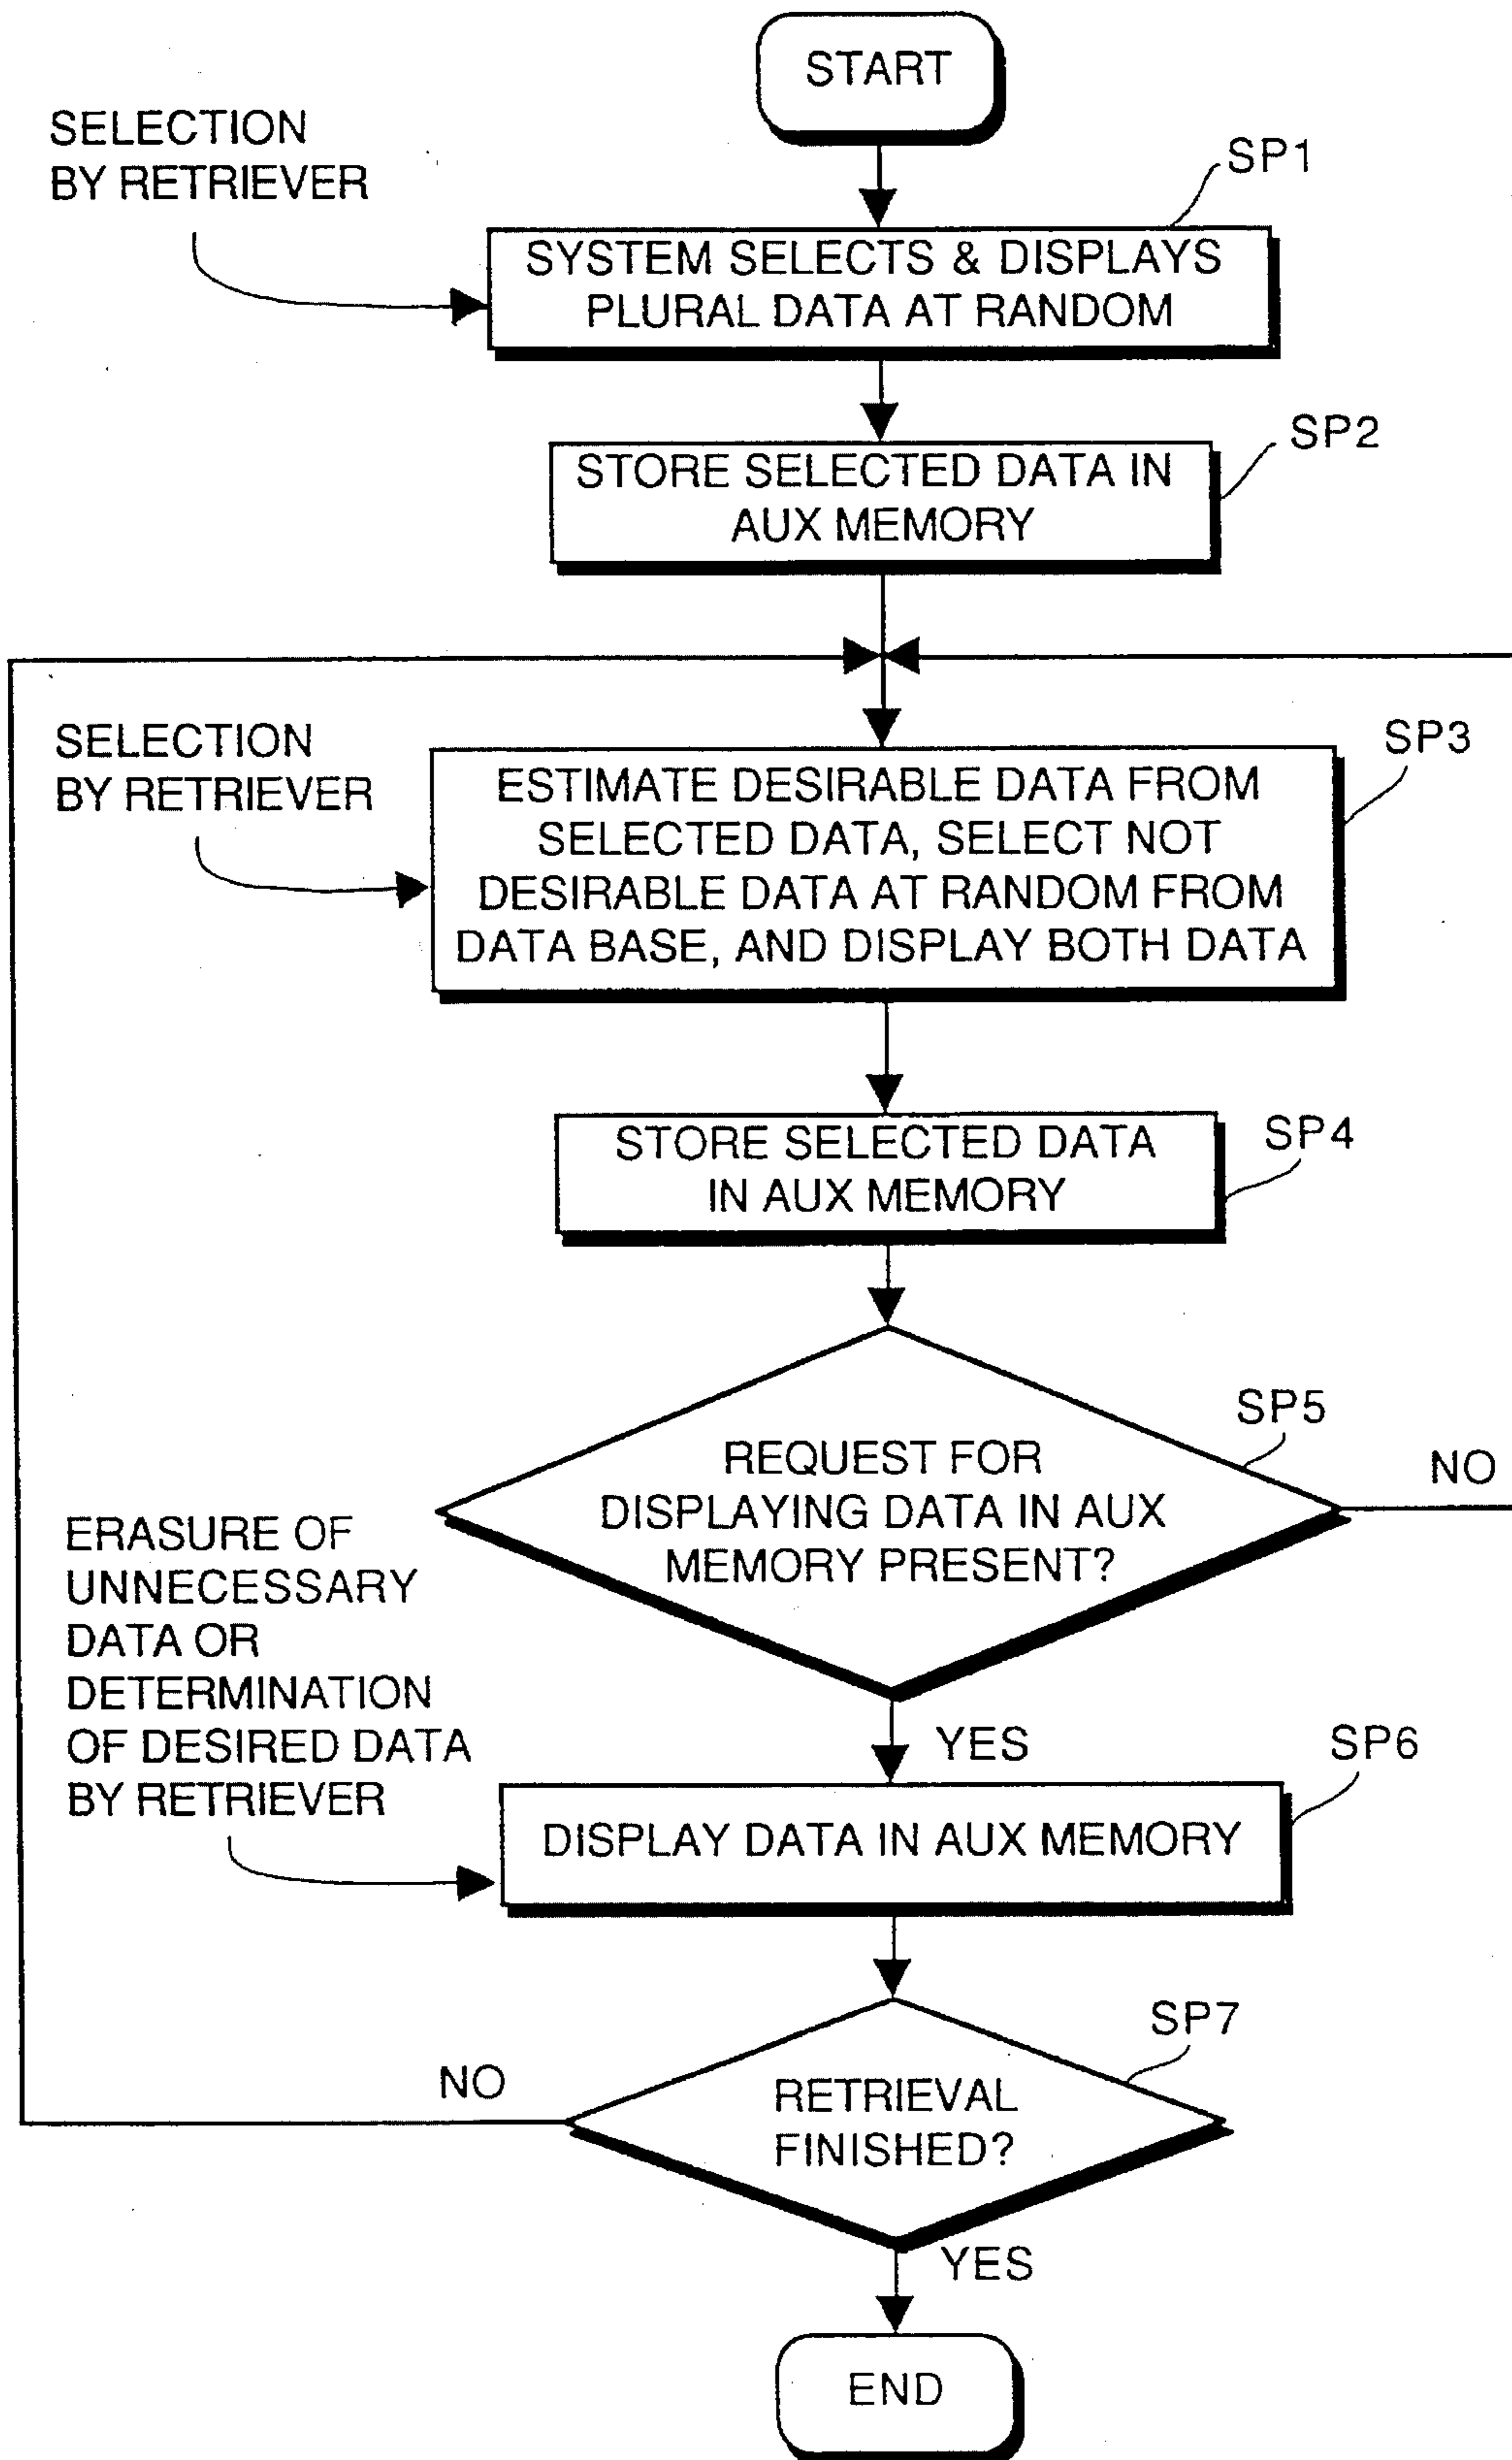 START
SELECTION
BY RETRIEVER
SP1
SYSTEM SELECTS & DISPLAYS
PLURAL DATA AT RANDOM
SP2
STORE SELECTED DATA IN
AUX MEMORY
SELECTION
BY RETRIEVER
SP3
ESTIMATE DESIRABLE DATA FROM
SELECTED DATA, SELECT NOT
DESIRABLE DATA AT RANDOM FROM
DATA BASE, AND DISPLAY BOTH DATA
SP4
STORE SELECTED DATA
IN AUX MEMORY
SP5
REQUEST FOR
DISPLAYING DATA IN AUX
MEMORY PRESENT?
NO
ERASURE OF
UNNECESSARY
DATA OR
DETERMINATION
OF DESIRED DATA
BY RETRIEVER
YES
SP6
DISPLAY DATA IN AUX MEMORY
SP7
NO
RETRIEVAL
FINISHED?
YES
END